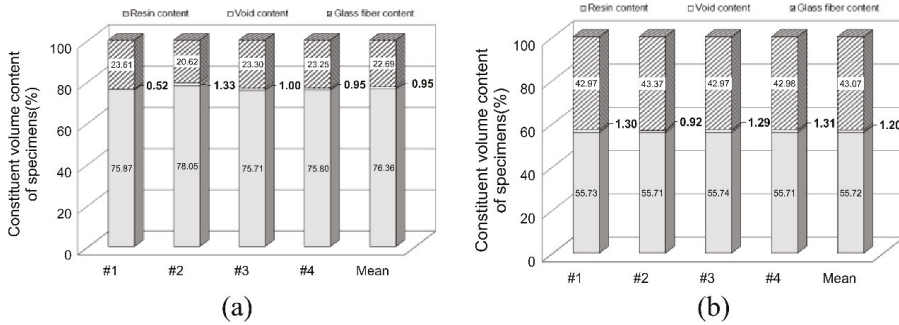 Resin content Void content Glass fiber content
Constituent volume content
of specimens(%)
100
80
60
40
20
0
23.61 20.62 23.30 23.25 22.69
0.52 1.33 1.00 0.95 0.95
75.87 78.05 75.71 75.80 76.36
#1 #2 #3 #4 Mean
(a)
Resin content Void content Glass fiber content
Constituent volume content
of specimens(%)
100
80
60
40
20
0
42.97 43.37 42.97 42.98 43.07
1.30 0.92 1.29 1.31 1.20
55.73 55.71 55.74 55.71 55.72
#1 #2 #3 #4 Mean
(b)